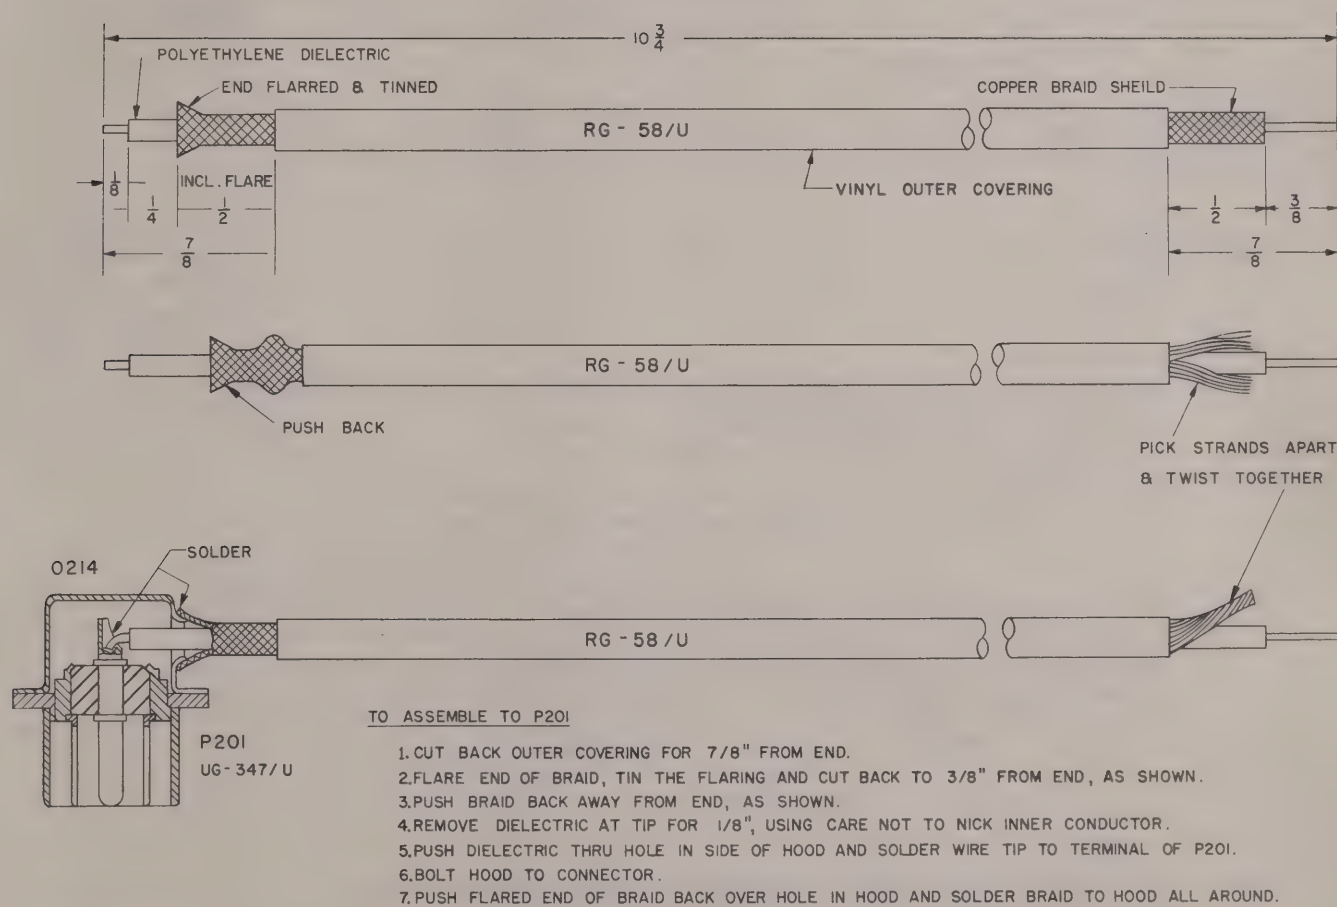 10 3/4
POLYETHYLENE DIELECTRIC
END FLARRED & TINNED
COPPER BRAID SHEILD
RG - 58/U
1/8
INCL. FLARE
VINYL OUTER COVERING
1/4
1/2
1/2
3/8
7/8
7/8
RG - 58/U
PUSH BACK
PICK STRANDS APART
& TWIST TOGETHER
SOLDER
O214
RG - 58/U
P201
UG-347/U
TO ASSEMBLE TO P201
1. CUT BACK OUTER COVERING FOR 7/8" FROM END.
2. FLARE END OF BRAID, TIN THE FLARING AND CUT BACK TO 3/8" FROM END, AS SHOWN.
3. PUSH BRAID BACK AWAY FROM END, AS SHOWN.
4. REMOVE DIELECTRIC AT TIP FOR 1/8", USING CARE NOT TO NICK INNER CONDUCTOR.
5. PUSH DIELECTRIC THRU HOLE IN SIDE OF HOOD AND SOLDER WIRE TIP TO TERMINAL OF P201.
6. BOLT HOOD TO CONNECTOR.
7. PUSH FLARED END OF BRAID BACK OVER HOLE IN HOOD AND SOLDER BRAID TO HOOD ALL AROUND.